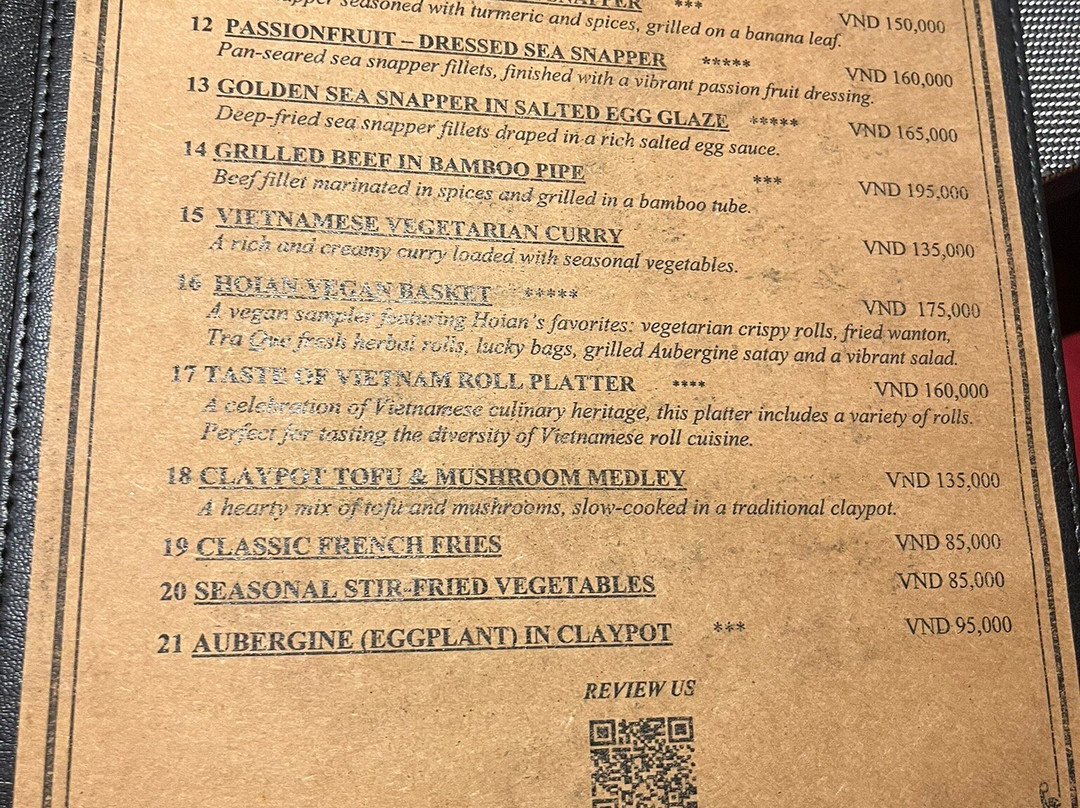 SNAPPER ***
seasoned with turmeric and spices, grilled on a banana leaf. VND 150,000
12 PASSIONFRUIT – DRESSED SEA SNAPPER *****
Pan-seared sea snapper fillets, finished with a vibrant passion fruit dressing. VND 160,000
13 GOLDEN SEA SNAPPER IN SALTED EGG GLAZE *****
Deep-fried sea snapper fillets draped in a rich salted egg sauce. VND 165,000
14 GRILLED BEEF IN BAMBOO PIPE ***
Beef fillet marinated in spices and grilled in a bamboo tube. VND 195,000
15 VIETNAMESE VEGETARIAN CURRY
A rich and creamy curry loaded with seasonal vegetables. VND 135,000
16 HOIAN VEGAN BASKET ***** VND 175,000
A vegan sampler featuring Hoian's favorites: vegetarian crispy rolls, fried wanton,
Tra Que fresh herbal rolls, lucky bags, grilled Aubergine satay and a vibrant salad.
17 TASTE OF VIETNAM ROLL PLATTER **** VND 160,000
A celebration of Vietnamese culinary heritage, this platter includes a variety of rolls.
Perfect for tasting the diversity of Vietnamese roll cuisine.
18 CLAYPOT TOFU & MUSHROOM MEDLEY VND 135,000
A hearty mix of tofu and mushrooms, slow-cooked in a traditional claypot.
19 CLASSIC FRENCH FRIES VND 85,000
20 SEASONAL STIR-FRIED VEGETABLES VND 85,000
21 AUBERGINE (EGGPLANT) IN CLAYPOT *** VND 95,000
REVIEW US